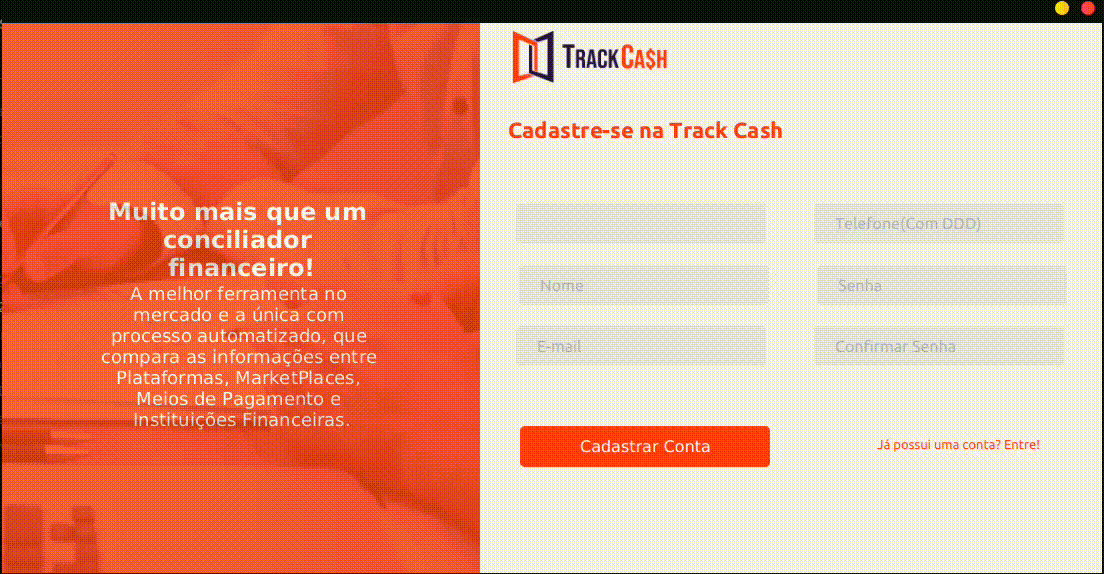 TRACKCA$H
Cadastre-se na Track Cash
Muito mais que um
conciliador
financeiro!
A melhor ferramenta no
mercado e a única com
processo automatizado, que
compara as informações entre
Plataformas, MarketPlaces,
Meios de Pagamento e
Instituições Financeiras.
Telefone(Com DDD)
Nome
Senha
E-mail
Confirmar Senha
Cadastrar Conta
Já possui uma conta? Entre!